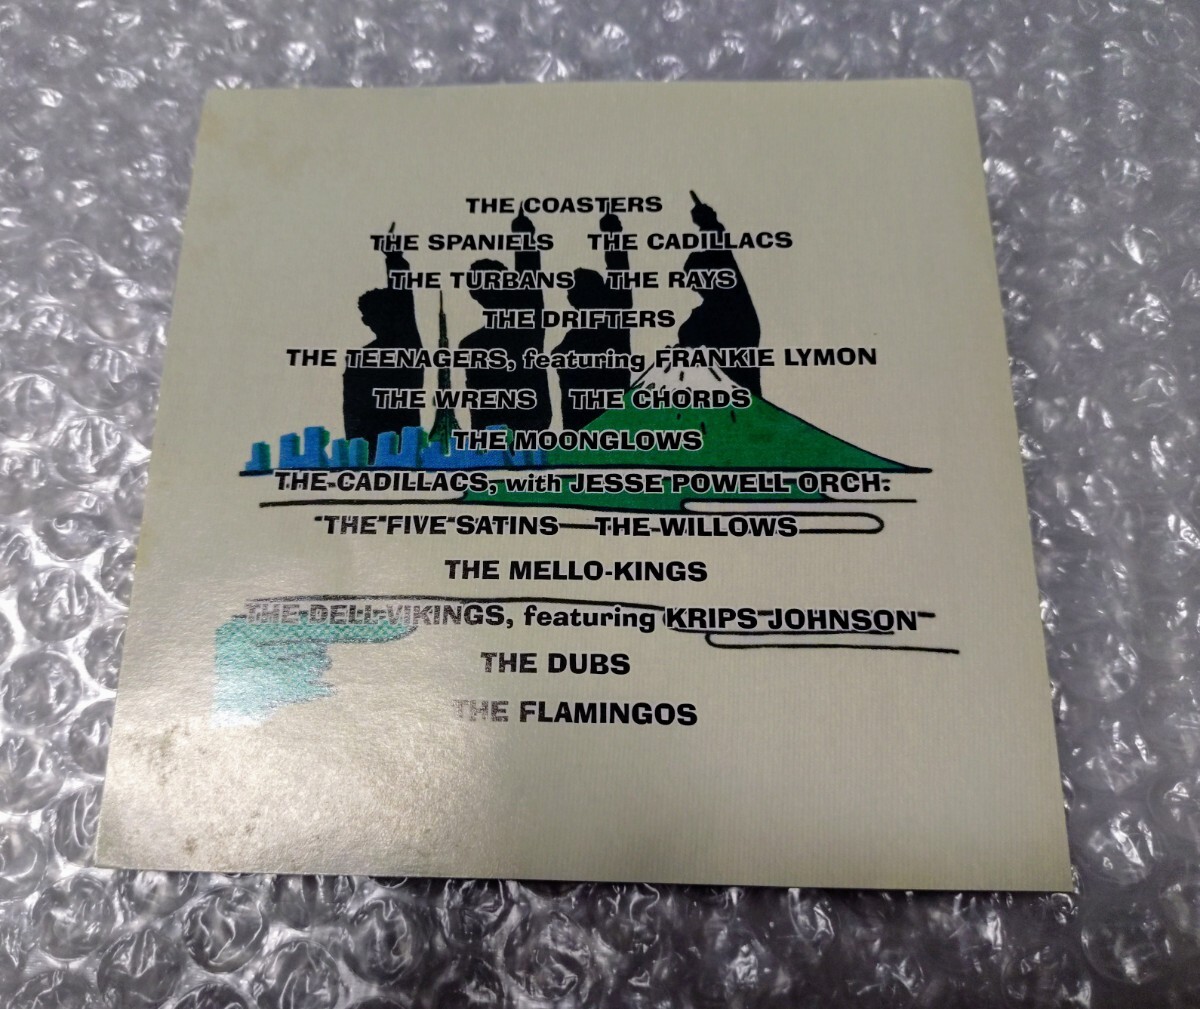 THE COASTERS
THE SPANIELS THE CADILLACS
THE TURBANS THE RAYS
THE DRIFTERS
THE TEENAGERS, featuring FRANKIE LYMON
THE WRENS THE CHORDS
THE MOONGLOWS
THE CADILLACS, with JESSE POWELL ORCH.
THE FIVE SATINS THE WILLOWS
THE MELLO-KINGS
THE DELL-VIKINGS, featuring KRIPS JOHNSON
THE DUBS
THE FLAMINGOS